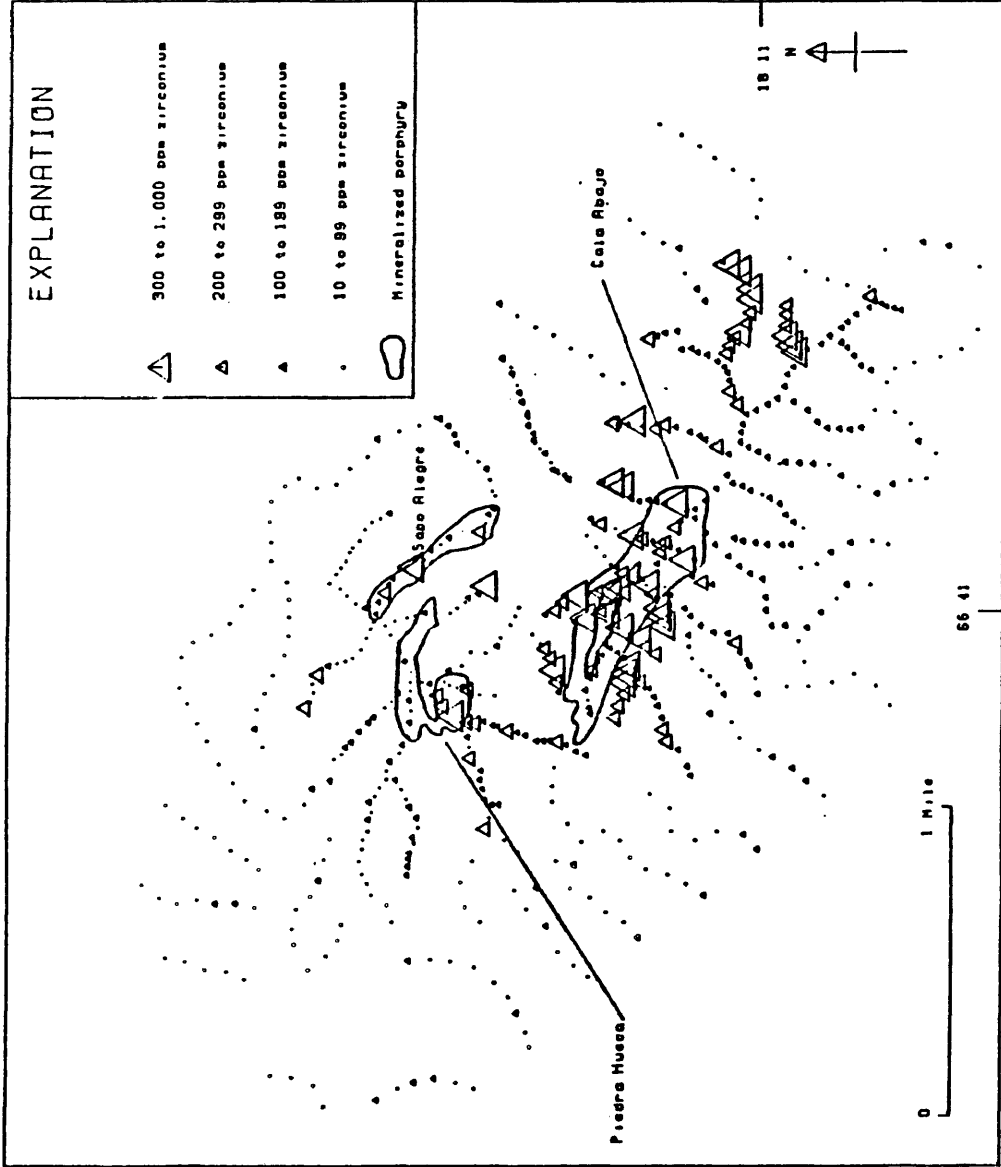 EXPLANATION
300 to 1,000 ppm zirconium
200 to 299 ppm zirconium
100 to 199 ppm zirconium
10 to 99 ppm zirconium
Mineralized porphyry
18 11
N
Cala Abajo
Sapo Alegre
Piedra Hueca
66 41
0
1 Mile